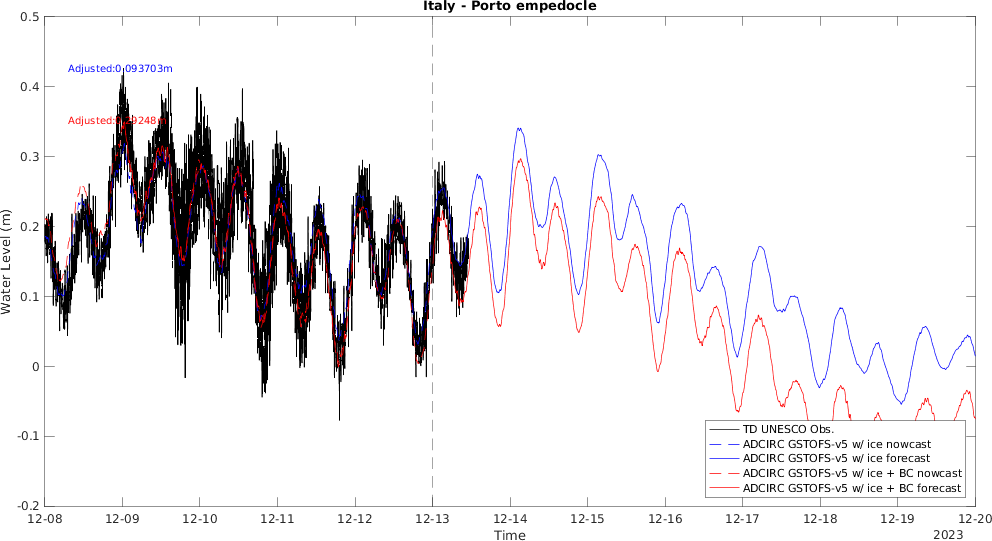 Italy - Porto empedocle
0.5
0.4
0.3
0.2
0.1
0
-0.1
-0.2
Water Level (m)
Adjusted:0.093703m
TD UNESCO Obs.
ADCIRC GSTOFS-v5 w/ ice nowcast
ADCIRC GSTOFS-v5 w/ ice forecast
ADCIRC GSTOFS-v5 w/ ice + BC nowcast
ADCIRC GSTOFS-v5 w/ ice + BC forecast
12-08 12-09 12-10 12-11 12-12 12-13 12-14 12-15 12-16 12-17 12-18 12-19 12-20
Time
2023